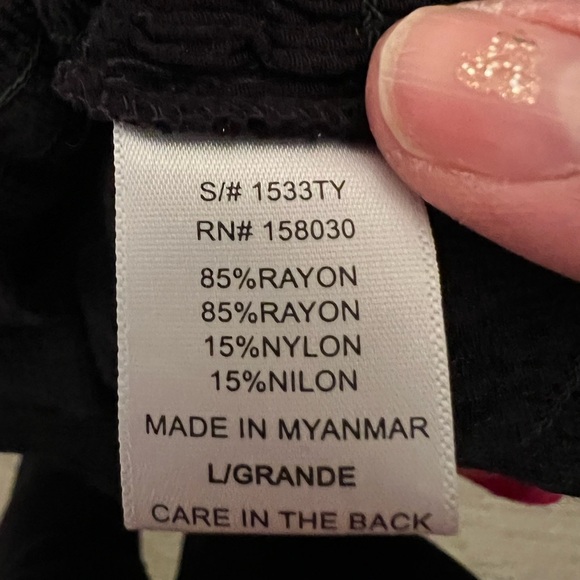 S/# 1533TY
RN# 158030
85%RAYON
85%RAYON
15%NYLON
15%NILON
MADE IN MYANMAR
L/GRANDE
CARE IN THE BACK